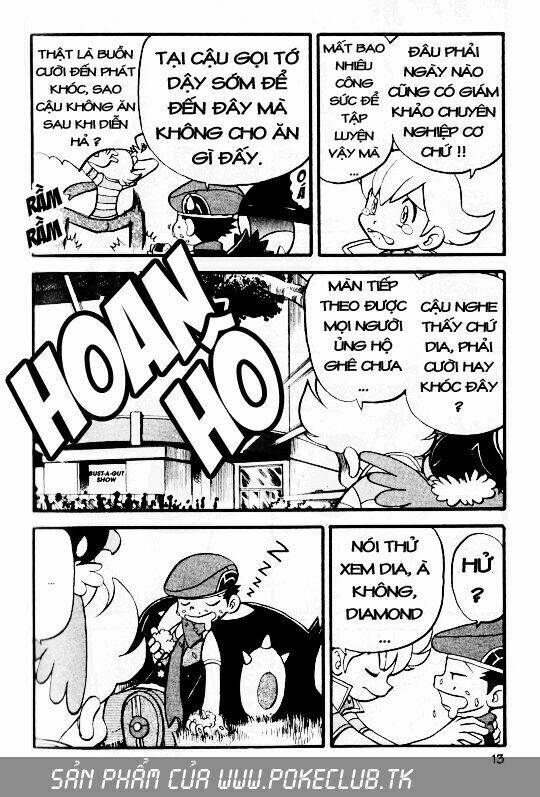 ĐÂU PHẢI
NGÀY NÀO
CŨNG CÓ GIÁM
KHẢO CHUYÊN
NGHIỆP CƠ
CHỨ !!
MẤT BAO
NHIÊU
CÔNG
SỨC ĐỂ
TẬP
LUYỆN
VẬY MÀ
...
TẠI CẬU GỌI TỚ
DẬY SỚM ĐỂ
ĐẾN ĐÂY MÀ
KHÔNG CHO ĂN
GÌ ĐẤY.
OÁ
THẬT LÀ BUỒN
CƯỜI ĐẾN PHÁT
KHÓC, SAO
CẬU KHÔNG ĂN
SAU KHI DIỄN
HẢ ?
RẦM
RẦM
CẬU NGHE
THẤY CHỨ
DIA, PHẢI
CƯỜI HAY
KHÓC ĐÂY
?
MÀN TIẾP
THEO ĐƯỢC
MỌI NGƯỜI
ỦNG HỘ
GHÊ CHƯA
...
HOAN
HO
BUST-A-GUT
SHOW
HỬ
?
NÓI THỬ
XEM DIA, À
KHÔNG,
DIAMOND
...
ZZZZ
13
SẢN PHẨM CỦA WWW.POKECLUB.TK